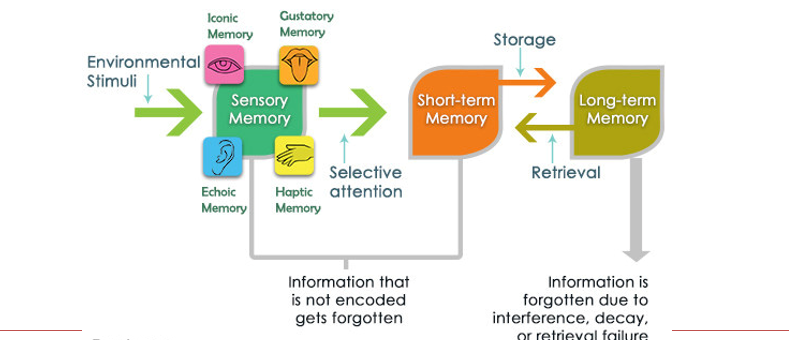 Iconic
Memory
Gustatory
Memory
Environmental
Stimuli
Sensory
Memory
Echoic
Memory
Haptic
Memory
Selective
attention
Short-term
Memory
Storage
Long-term
Memory
Retrieval
Information that
is not encoded
gets forgotten
Information is
forgotten due to
interference, decay,
or retrieval failure